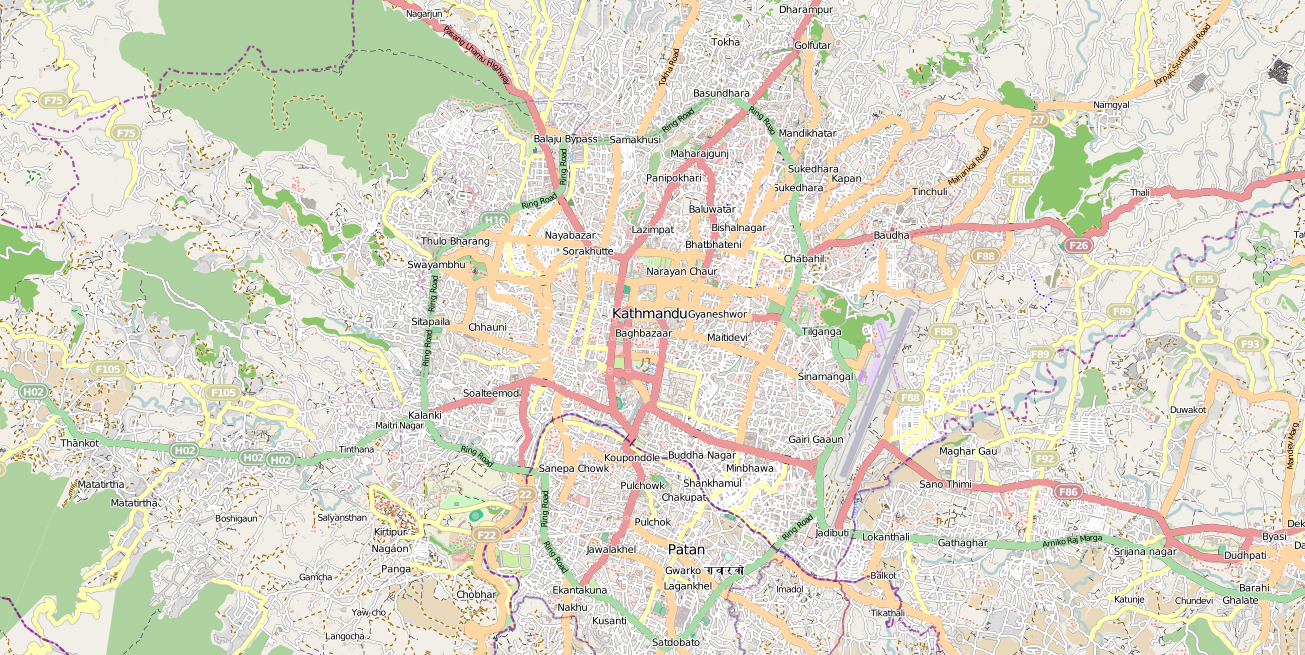 Dharampur
Nagarjun
Pasang Lhamu Highway
Tokha
Golfutar
Tokha Road
Jorpati-Sundarijal Road
F75
Basundhara
Namgyal
F75
Ring Road
Ring Road
27
Mandikhatar
Balaju Bypass
Samakhusi
Maharajgunj
Ring Road
Sukedhara
Manankal Road
Panipokhari
Kapan
F88
Sukedhara
Tinchuli
Thali
Ring Road
Baluwatar
H16
Lazimpat
Bishalnagar
Nayabazar
Baudha
Thulo Bharang
Bhatbhateni
F26
Sorakhutte
F88
Chabahil
Swayambhu
Narayan Chaur
F95
Ring Road
Kathmandu
Gyaneshwor
F89
Sitapaila
Chhauni
Baghbazaar
Tilganga
F88
Maitidevi
F93
Ring Road
F89
F105
Sinamangal
H02
F105
Soalteemod
F88
Duwakot
Kalanki
Maitri Nagar
Thankot
Gairi Gaaun
Mandev Marg
H02
Tinthana
Ring Road
Koupondole
Buddha Nagar
Maghar Gau
H02
H02
F92
Sanepa Chowk
Minbhawa
Matatirtha
Pulchowk
Shankhamul
Sano Thimi
F86
22
Chakupat
Matatirtha
Ring Road
Boshigaun
Salyansthan
Pulchok
Ring Road
Kirtipur
F22
Jadibuti
Lokanthali
Byasi
Nagaon
Jawalakhel
Patan
Gathaghar
Arniko Raj Marga
Srijana nagar
Dudhpati
Ring Road
Panga
Gwarko
Gamcha
Balkot
Chobhar
Ekantakuna
Lagankhel
Imadol
Barahi
Nakhu
Katunje
Chundevi
Ghalate
Yaw cho
Kusanti
Tikathali
Langocha
Satdobato